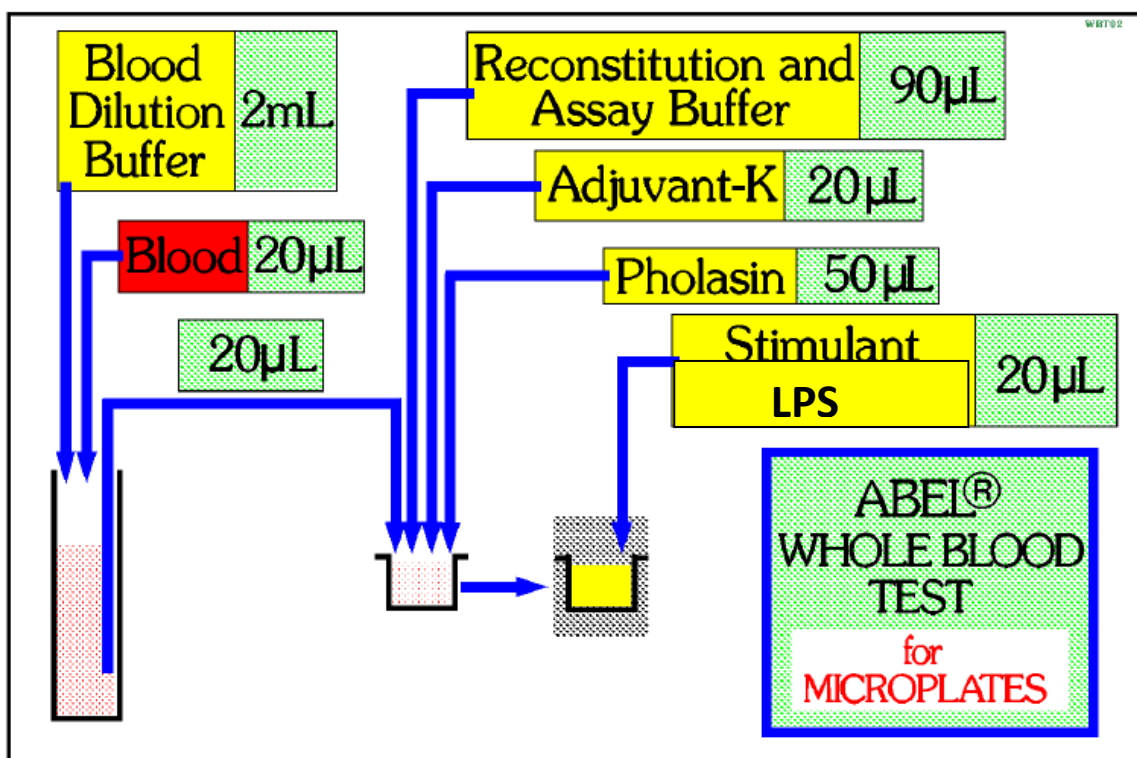 WBT02
Blood
Dilution
Buffer
2mL
Reconstitution and
Assay Buffer
90µL
Adjuvant-K
20µL
Blood
20µL
Pholasin
50µL
20µL
Stimulant
LPS
20µL
ABEL®
WHOLE BLOOD
TEST
for
MICROPLATES